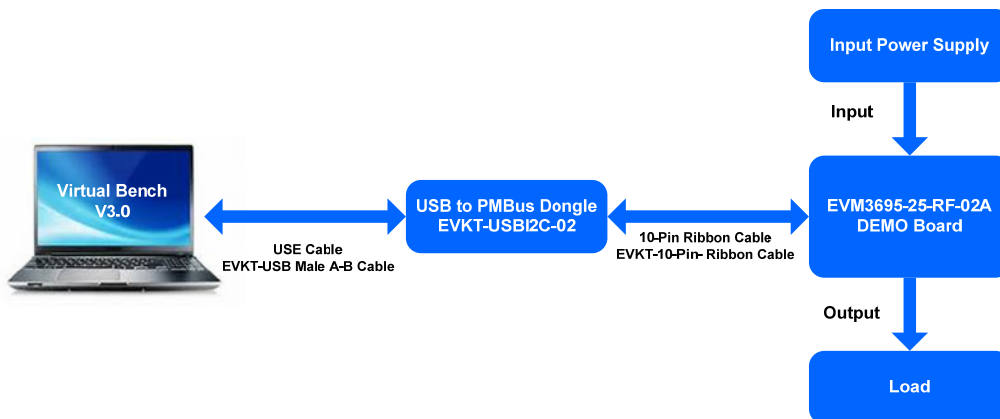 Input Power Supply
Input
Virtual Bench
V3.0
USB to PMBus Dongle
EVKT-USBI2C-02
EVM3695-25-RF-02A
DEMO Board
USE Cable
EVKT-USB Male A-B Cable
10-Pin Ribbon Cable
EVKT-10-Pin- Ribbon Cable
Output
Load